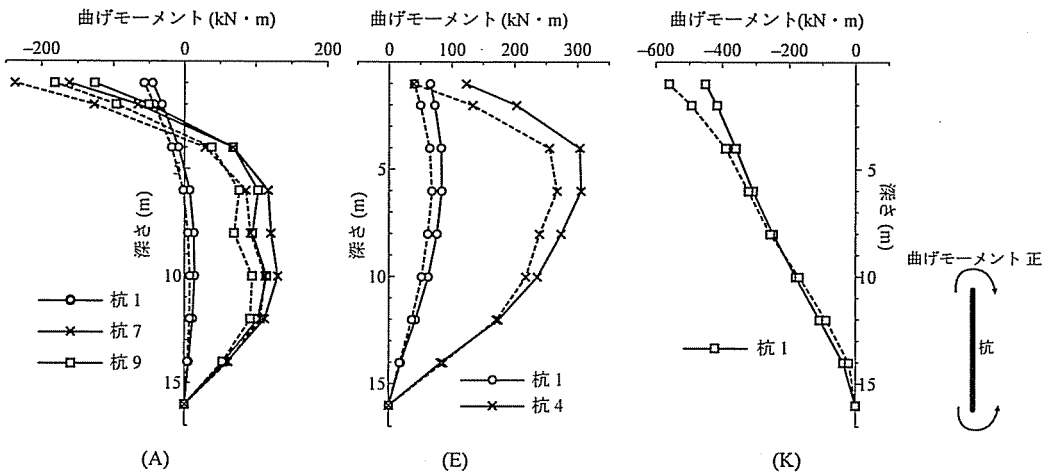 曲げモーメント (kN・m)
−200 0 200
深さ (m)
10
15
杭 1
杭 7
杭 9
(A)
曲げモーメント (kN・m)
0 100 200 300
深さ (m)
5
10
15
杭 1
杭 4
(E)
曲げモーメント(kN・m)
−600 −400 −200 0
深さ (m)
5
10
15
杭 1
(K)
曲げモーメント 正
杭